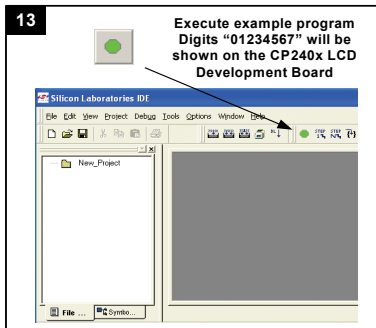 13
Execute example program
Digits “01234567” will be
shown on the CP240x LCD
Development Board
Silicon Laboratories IDE
File Edit View Project Debug Tools Options Window Help
New_Project
File ... Symbo...